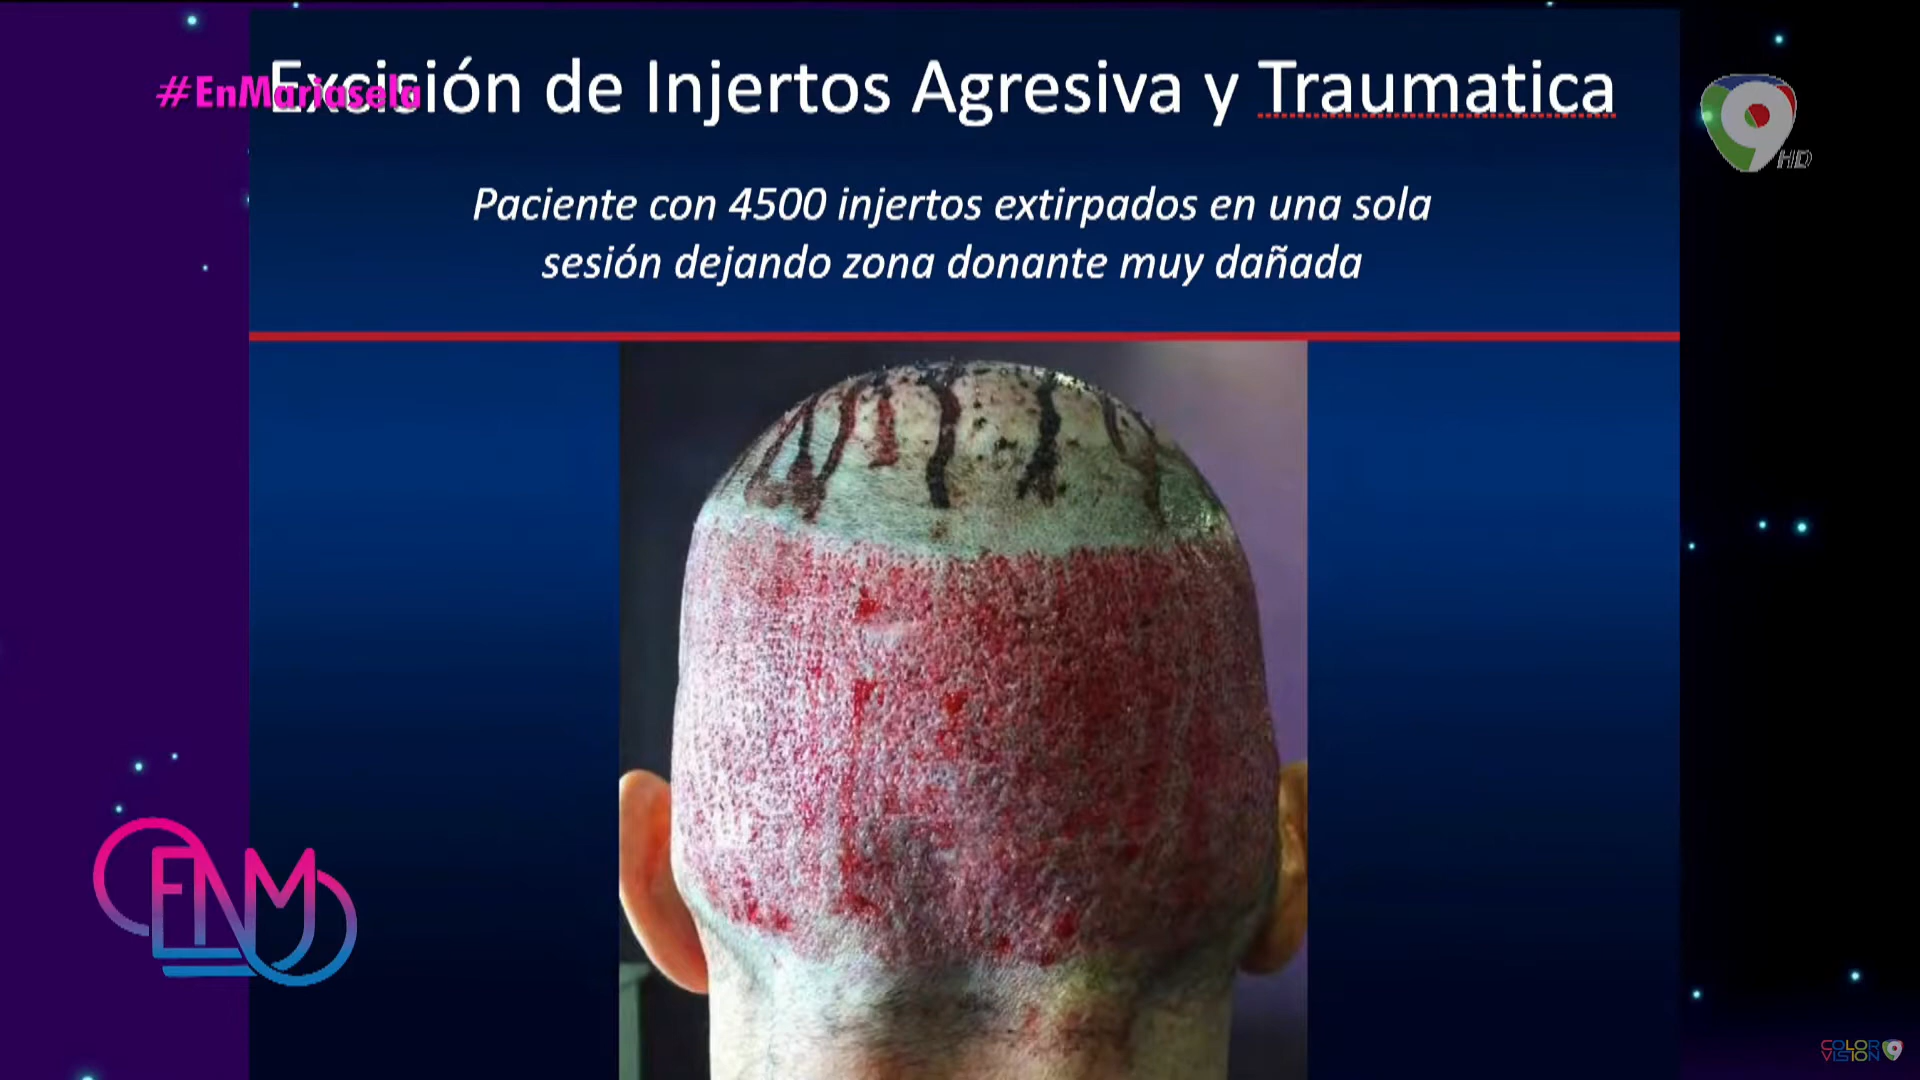 Excisión de Injertos Agresiva y Traumatica
#EnMariasela
HD
Paciente con 4500 injertos extirpados en una sola
sesión dejando zona donante muy dañada
ENM
COLOR
VISION 9